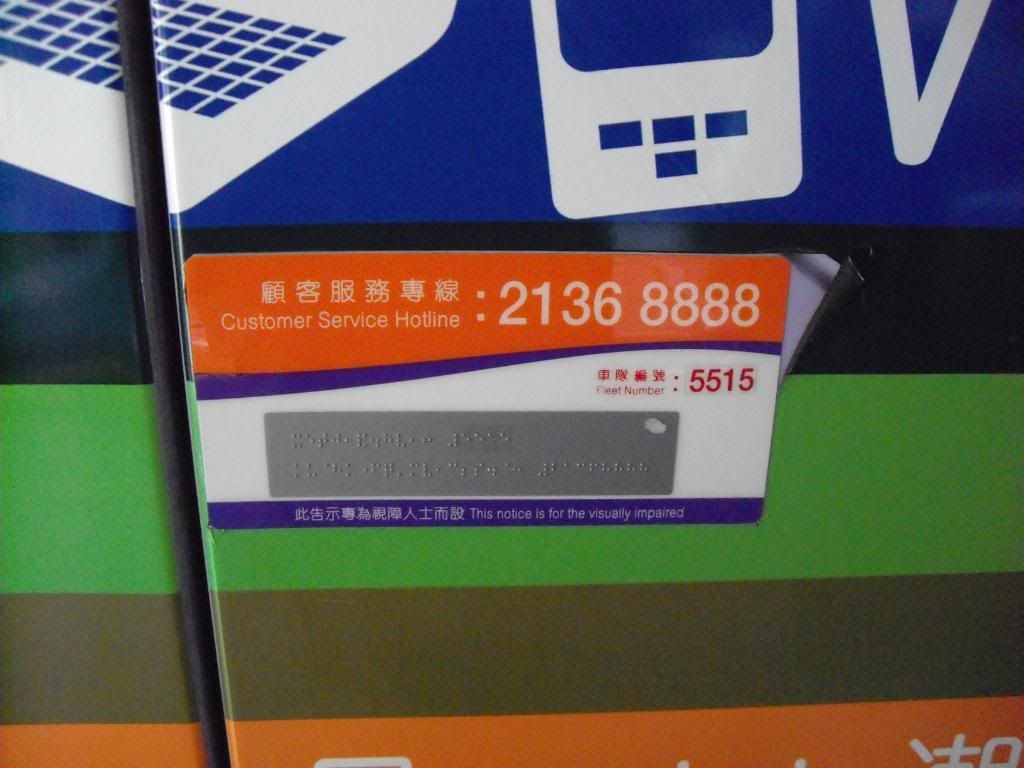 顧客服務專線 : 2136 8888
Customer Service Hotline
車隊編號 : 5515
Fleet Number
此告示專為視障人士而設 This notice is for the visually impaired